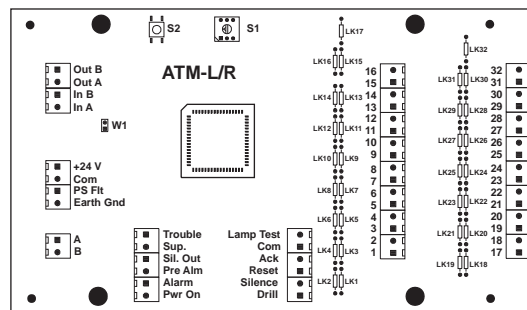 S2
S1
LK17
LK32
ATM-L/R
Out B
Out A
In B
In A
W1
+24 V
Com
PS Flt
Earth Gnd
A
B
Trouble
Sup.
Sil. Out
Pre Alm
Alarm
Pwr On
Lamp Test
Com
Ack
Reset
Silence
Drill
LK16 LK15
LK14 LK13
LK12 LK11
LK10 LK9
LK8 LK7
LK6 LK5
LK4 LK3
LK2 LK1
16
15
14
13
12
11
10
9
8
7
6
5
4
3
2
1
LK31 LK30
LK29 LK28
LK27 LK26
LK25 LK24
LK23 LK22
LK21 LK20
LK19 LK18
32
31
30
29
28
27
26
25
24
23
22
21
20
19
18
17